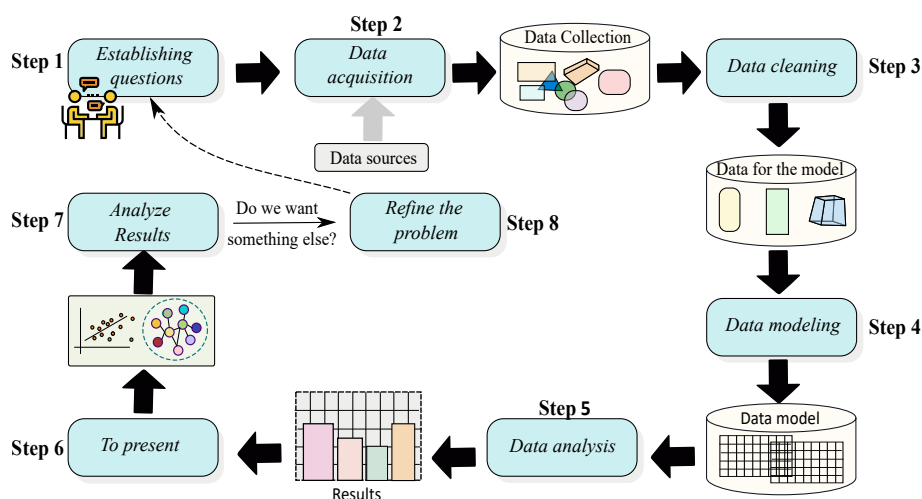 Step 1
Establishing
questions
Step 2
Data
acquisition
Data Collection
Data cleaning
Step 3
Data sources
Data for the model
Step 7
Analyze
Results
Do we want
something else?
Refine the
problem
Step 8
Data modeling
Step 4
Step 5
Data analysis
Data model
Step 6
To present
Results